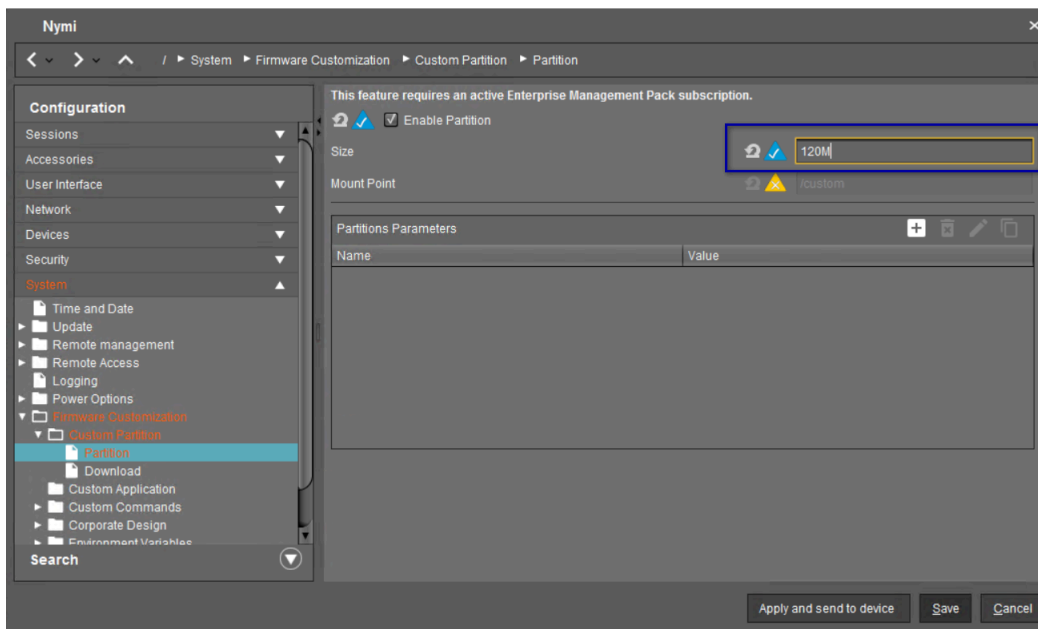 Nymi
/ System Firmware Customization Custom Partition Partition
Configuration
Sessions
Accessories
User Interface
Network
Devices
Security
System
Time and Date
Update
Remote management
Remote Access
Logging
Power Options
Firmware Customization
Custom Partition
Partition
Download
Custom Application
Custom Commands
Corporate Design
Environment Variables
Search
This feature requires an active Enterprise Management Pack subscription.
Enable Partition
Size 120M
Mount Point /custom
Partitions Parameters
Name Value
Apply and send to device Save Cancel